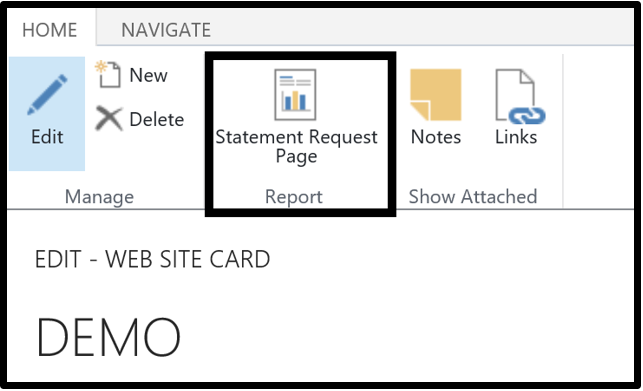 HOME NAVIGATE
New
Delete
Edit
Statement Request
Page
Notes Links
Manage Report Show Attached
EDIT - WEB SITE CARD
DEMO